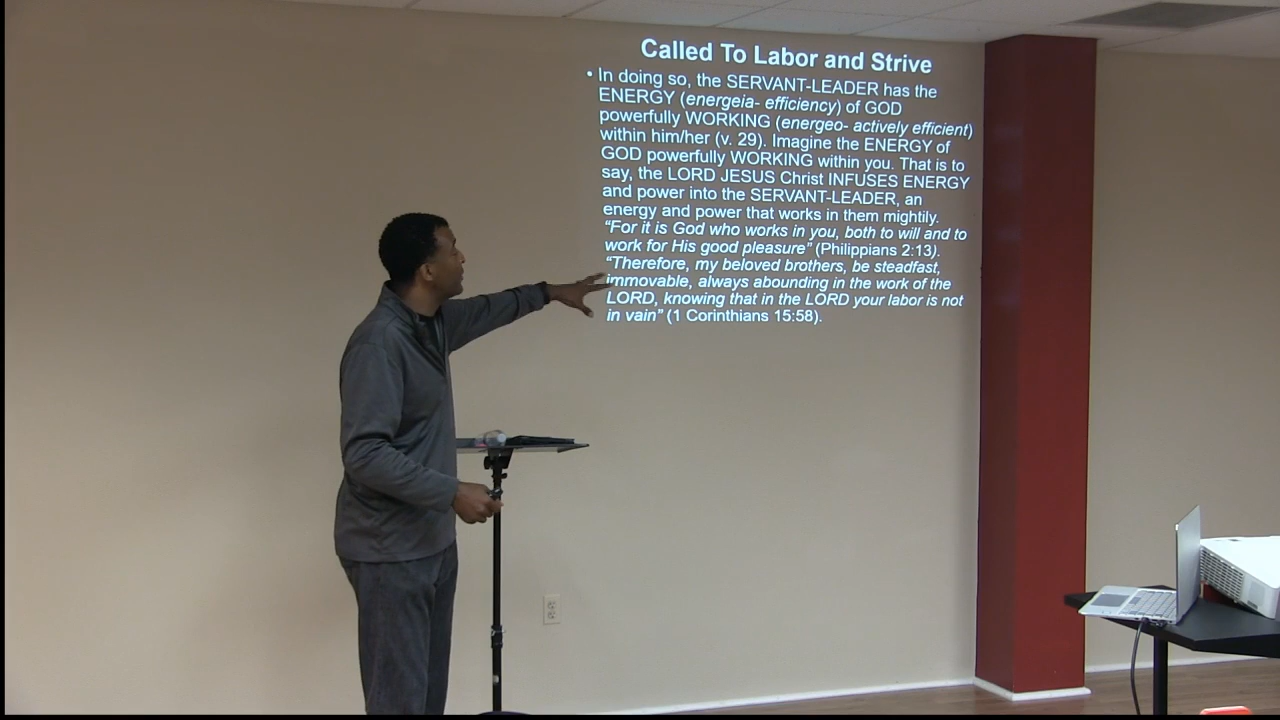 Called To Labor and Strive
• In doing so, the SERVANT-LEADER has the
ENERGY (energeia- efficiency) of GOD
powerfully WORKING (energeo- actively efficient)
within him/her (v. 29). Imagine the ENERGY of
GOD powerfully WORKING within you. That is to
say, the LORD JESUS Christ INFUSES ENERGY
and power into the SERVANT-LEADER, an
energy and power that works in them mightily.
“For it is God who works in you, both to will and to
work for His good pleasure” (Philippians 2:13).
“Therefore, my beloved brothers, be steadfast,
immovable, always abounding in the work of the
LORD, knowing that in the LORD your labor is not
in vain” (1 Corinthians 15:58).